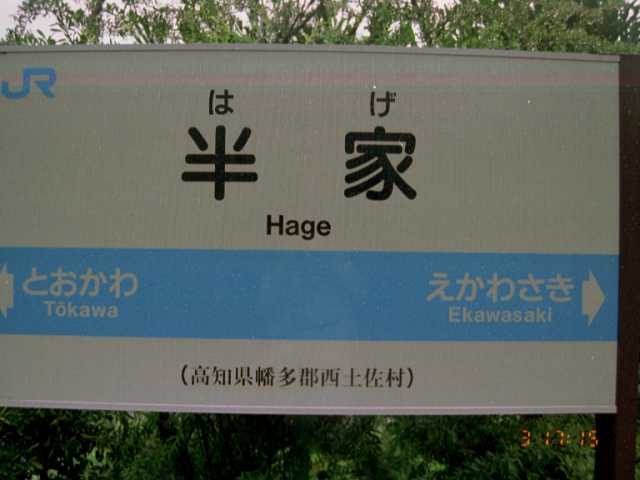 JR
は げ
半 家
Hage
とおかわ えかわさき
Tōkawa Ekawasaki
(高知県幡多郡西土佐村)
3・17・15